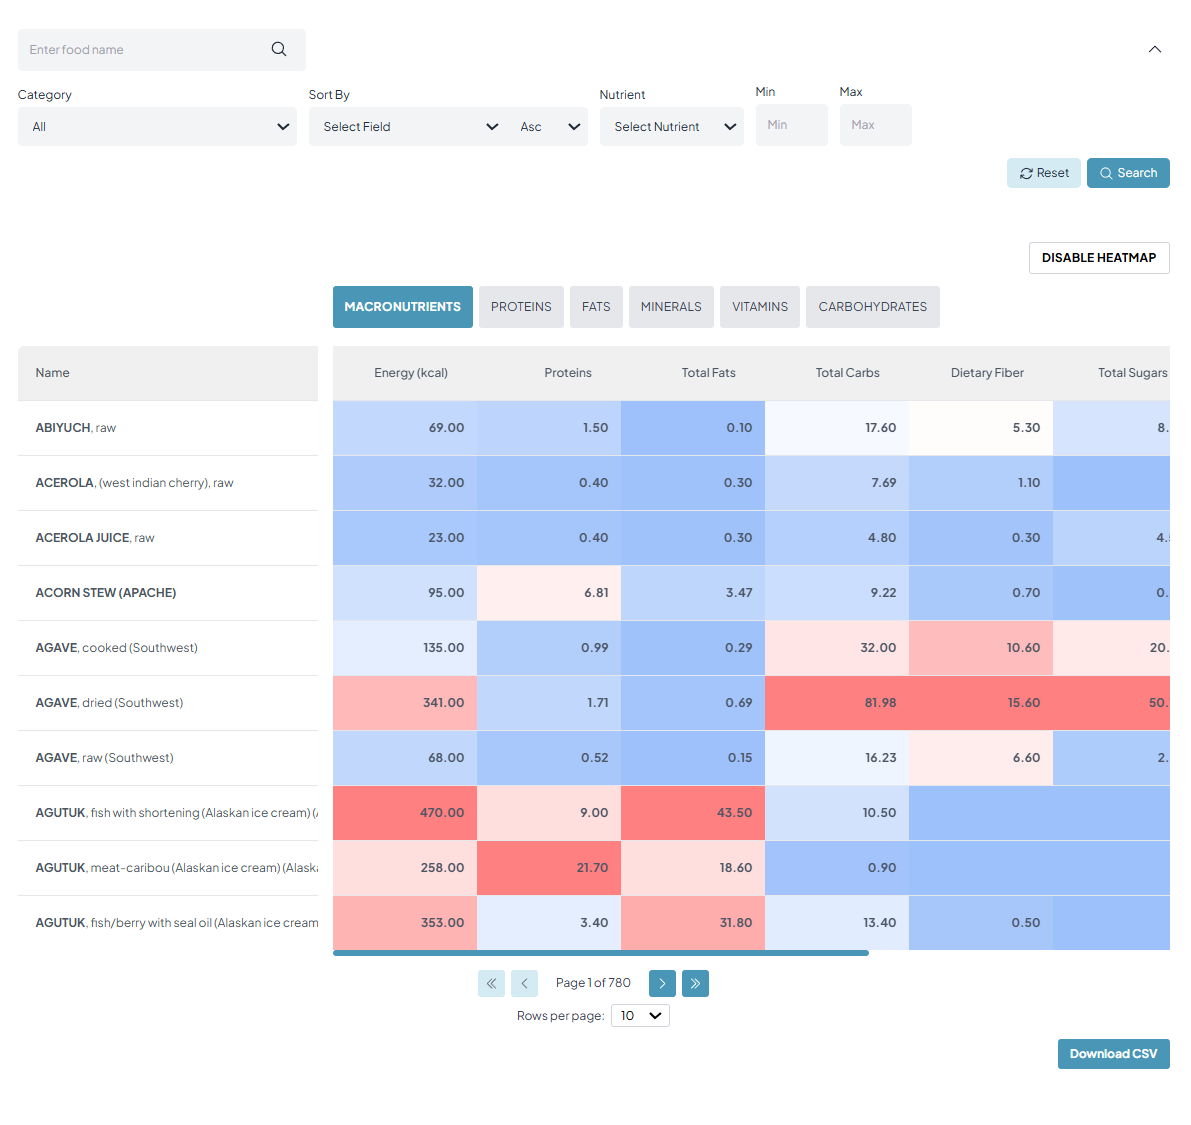 Enter food name
Category Sort By Nutrient Min Max
All Select Field Asc Select Nutrient Min Max
Reset Search
DISABLE HEATMAP
MACRONUTRIENTS PROTEINS FATS MINERALS VITAMINS CARBOHYDRATES
Name Energy (kcal) Proteins Total Fats Total Carbs Dietary Fiber Total Sugars
ABIYUCH, raw 69.00 1.50 0.10 17.60 5.30 8.
ACEROLA, (west indian cherry), raw 32.00 0.40 0.30 7.69 1.10
ACEROLA JUICE, raw 23.00 0.40 0.30 4.80 0.30 4.
ACORN STEW (APACHE) 95.00 6.81 3.47 9.22 0.70 0.
AGAVE, cooked (Southwest) 135.00 0.99 0.29 32.00 10.60 20.
AGAVE, dried (Southwest) 341.00 1.71 0.69 81.98 15.60 50.
AGAVE, raw (Southwest) 68.00 0.52 0.15 16.23 6.60 2.
AGUTUK, fish with shortening (Alaskan ice cream) ( 470.00 9.00 43.50 10.50
AGUTUK, meat-caribou (Alaskan ice cream) (Alask 258.00 21.70 18.60 0.90
AGUTUK, fish/berry with seal oil (Alaskan ice cream 353.00 3.40 31.80 13.40 0.50
Page 1 of 780
Rows per page: 10
Download CSV